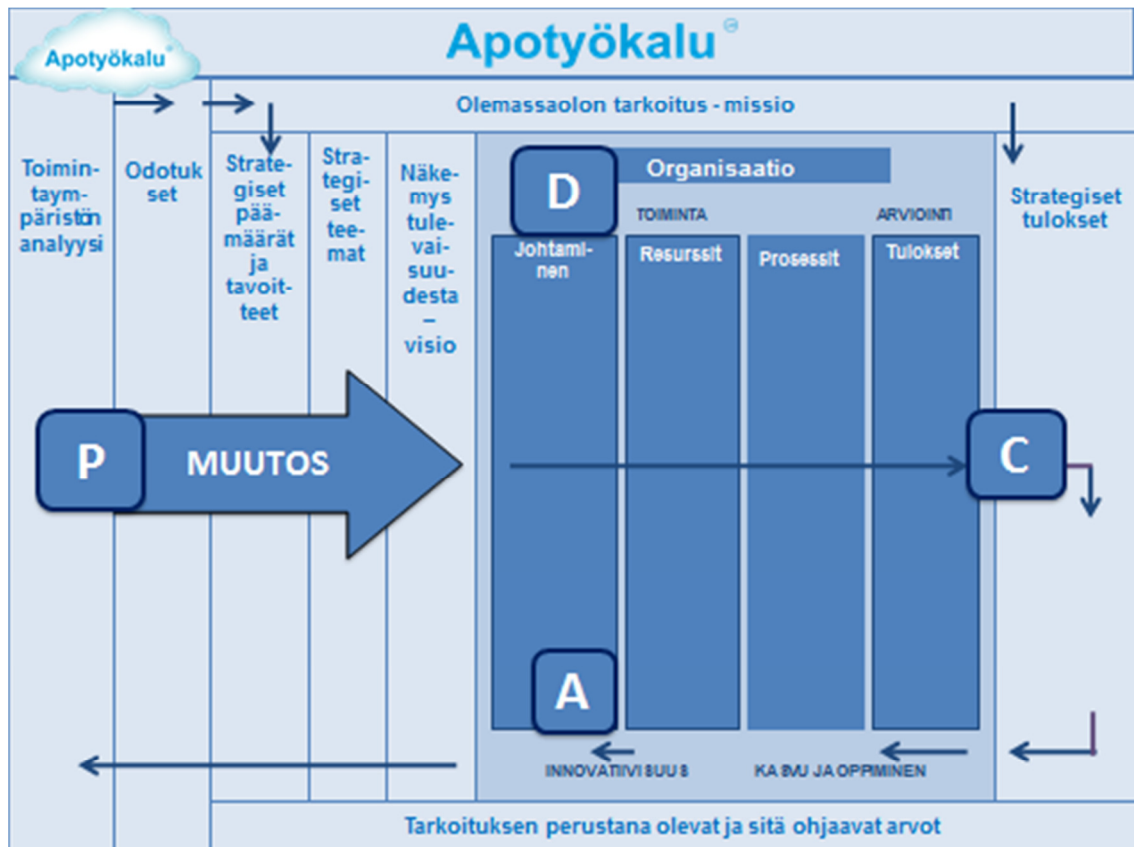 Apotyökalu
Apotyökalu
Olemassaolon tarkoitus - missio
Toimin-
taym-
päristön
analyysi
Odotuk
set
Strate-
giset
pää-
määrät
ja
tavoit-
teet
Stra-
tegi-
set
tee-
mat
Näke-
mys
tule-
vai-
suu-
desta
–
visio
D
Organisaatio
TOIMINTA
ARVIOINTI
Johtami-
nen
Resurssit
Prosessit
Tulokset
Strategiset
tulokset
P
MUUTOS
C
A
INNOVATIIVISUUS
KASVU JA OPPIMINEN
Tarkoituksen perustana olevat ja sitä ohjaavat arvot